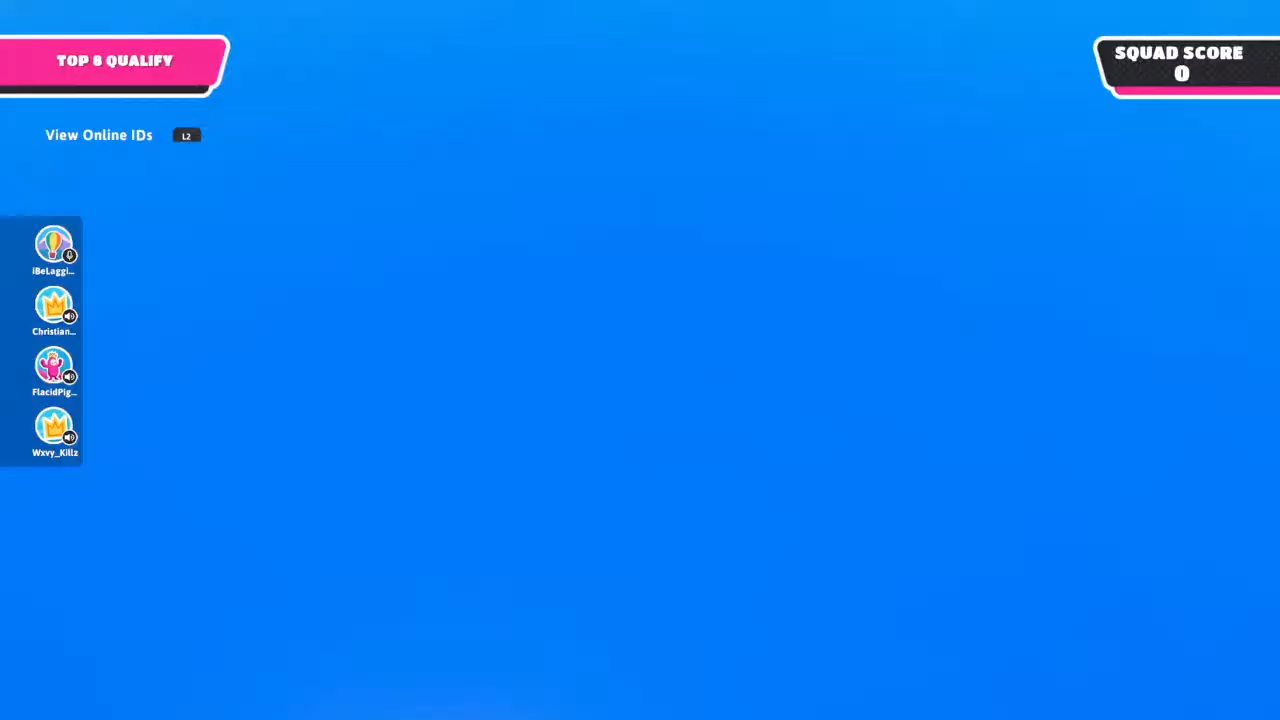 TOP 8 QUALIFY
SQUAD SCORE
0
View Online IDs
L2
iBeLaggi...
Christian...
FlacidPig...
Wxvy_Killz